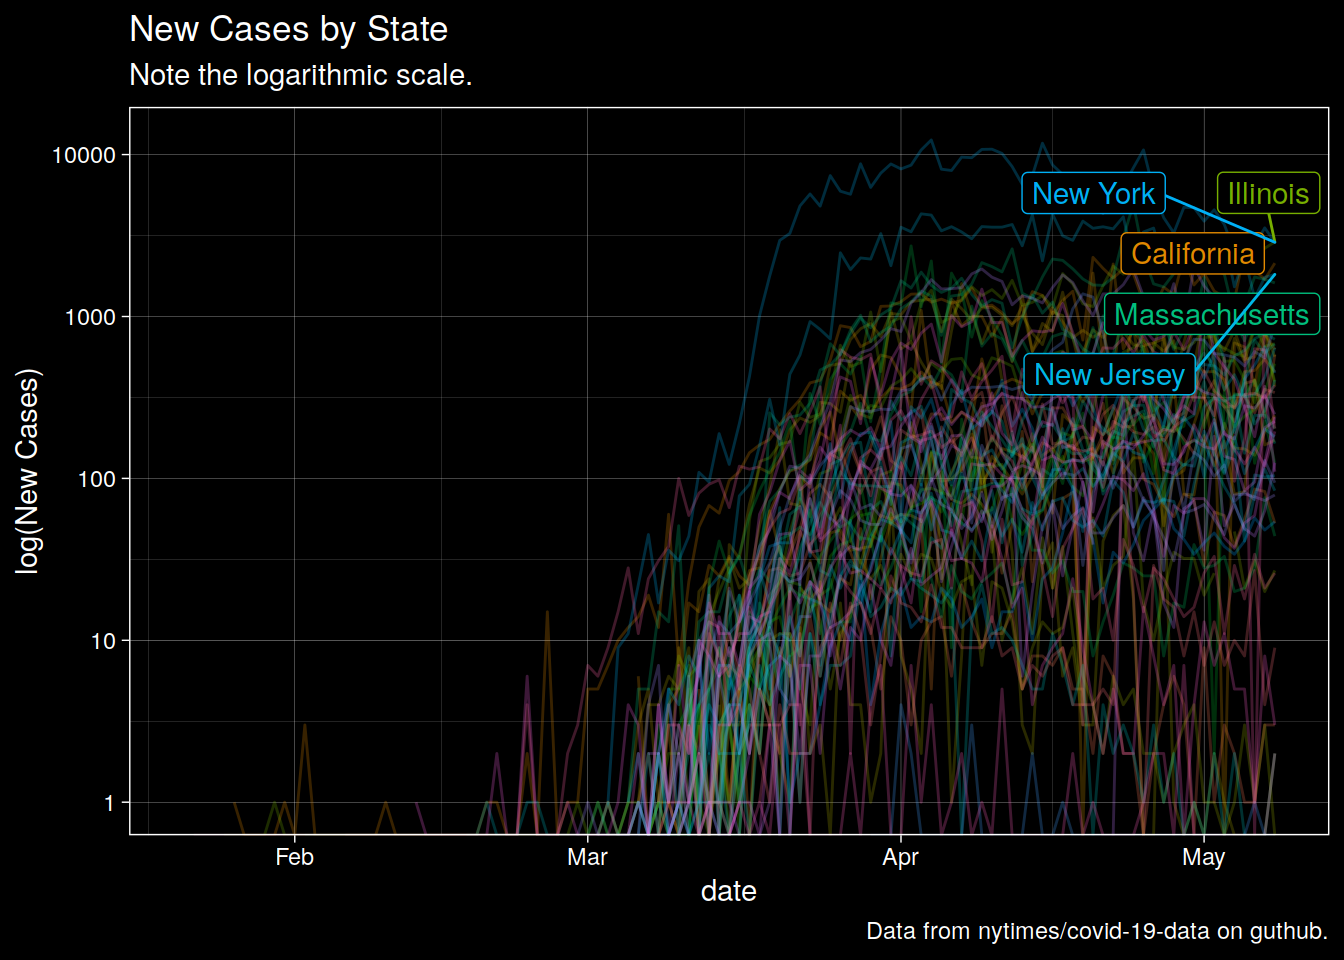 New Cases by State
Note the logarithmic scale.
log(New Cases)
10000
1000
100
10
1
New York
Illinois
California
Massachusetts
New Jersey
Feb
Mar
Apr
May
date
Data from nytimes/covid-19-data on guthub.